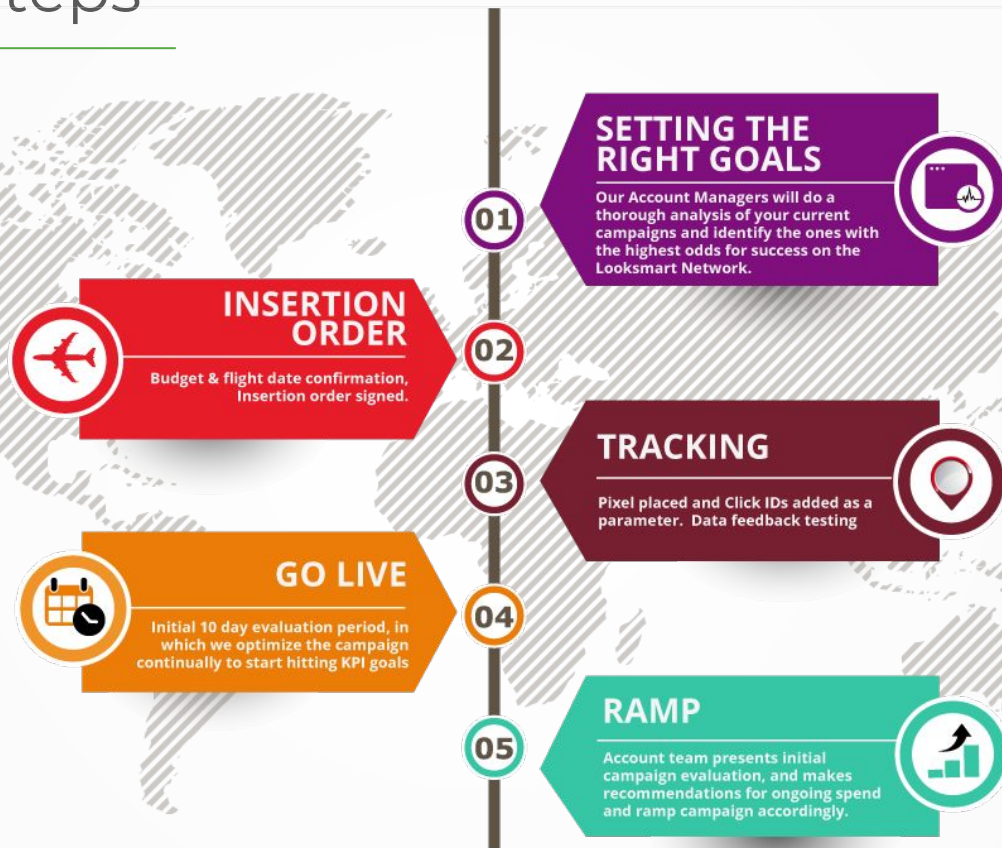 teps
01
SETTING THE
RIGHT GOALS
Our Account Managers will do a
thorough analysis of your current
campaigns and identify the ones with
the highest odds for success on the
Looksmart Network.
INSERTION
ORDER
Budget & flight date confirmation,
Insertion order signed.
02
03
TRACKING
Pixel placed and Click IDs added as a
parameter.  Data feedback testing
GO LIVE
Initial 10 day evaluation period, in
which we optimize the campaign
continually to start hitting KPI goals
04
05
RAMP
Account team presents initial
campaign evaluation, and makes
recommendations for ongoing spend
and ramp campaign accordingly.